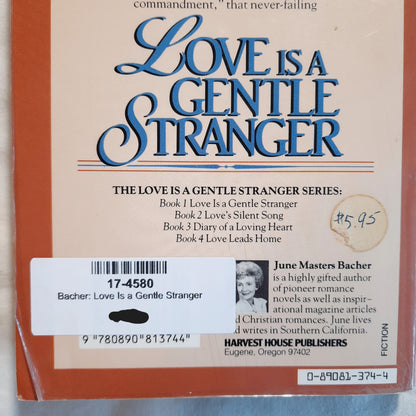 commandment,” that never-failing
LOVE IS A
GENTLE
STRANGER
THE LOVE IS A GENTLE STRANGER SERIES:
Book 1 Love Is a Gentle Stranger
Book 2 Love's Silent Song
Book 3 Diary of a Loving Heart
Book 4 Love Leads Home
$5.95
17-4580
Bacher: Love Is a Gentle Stranger
9 780890 813744
June Masters Bacher
is a highly gifted author
of pioneer romance
novels as well as inspir-
ational magazine articles
and Christian romances. June lives
and writes in Southern California.
HARVEST HOUSE PUBLISHERS
Eugene, Oregon 97402
FICTION
0-89081-374-4